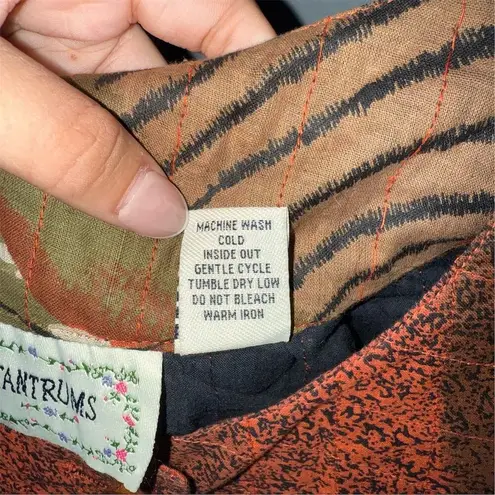 MACHINE WASH
COLD
INSIDE OUT
GENTLE CYCLE
TUMBLE DRY LOW
DO NOT BLEACH
WARM IRON
TANTRUMS